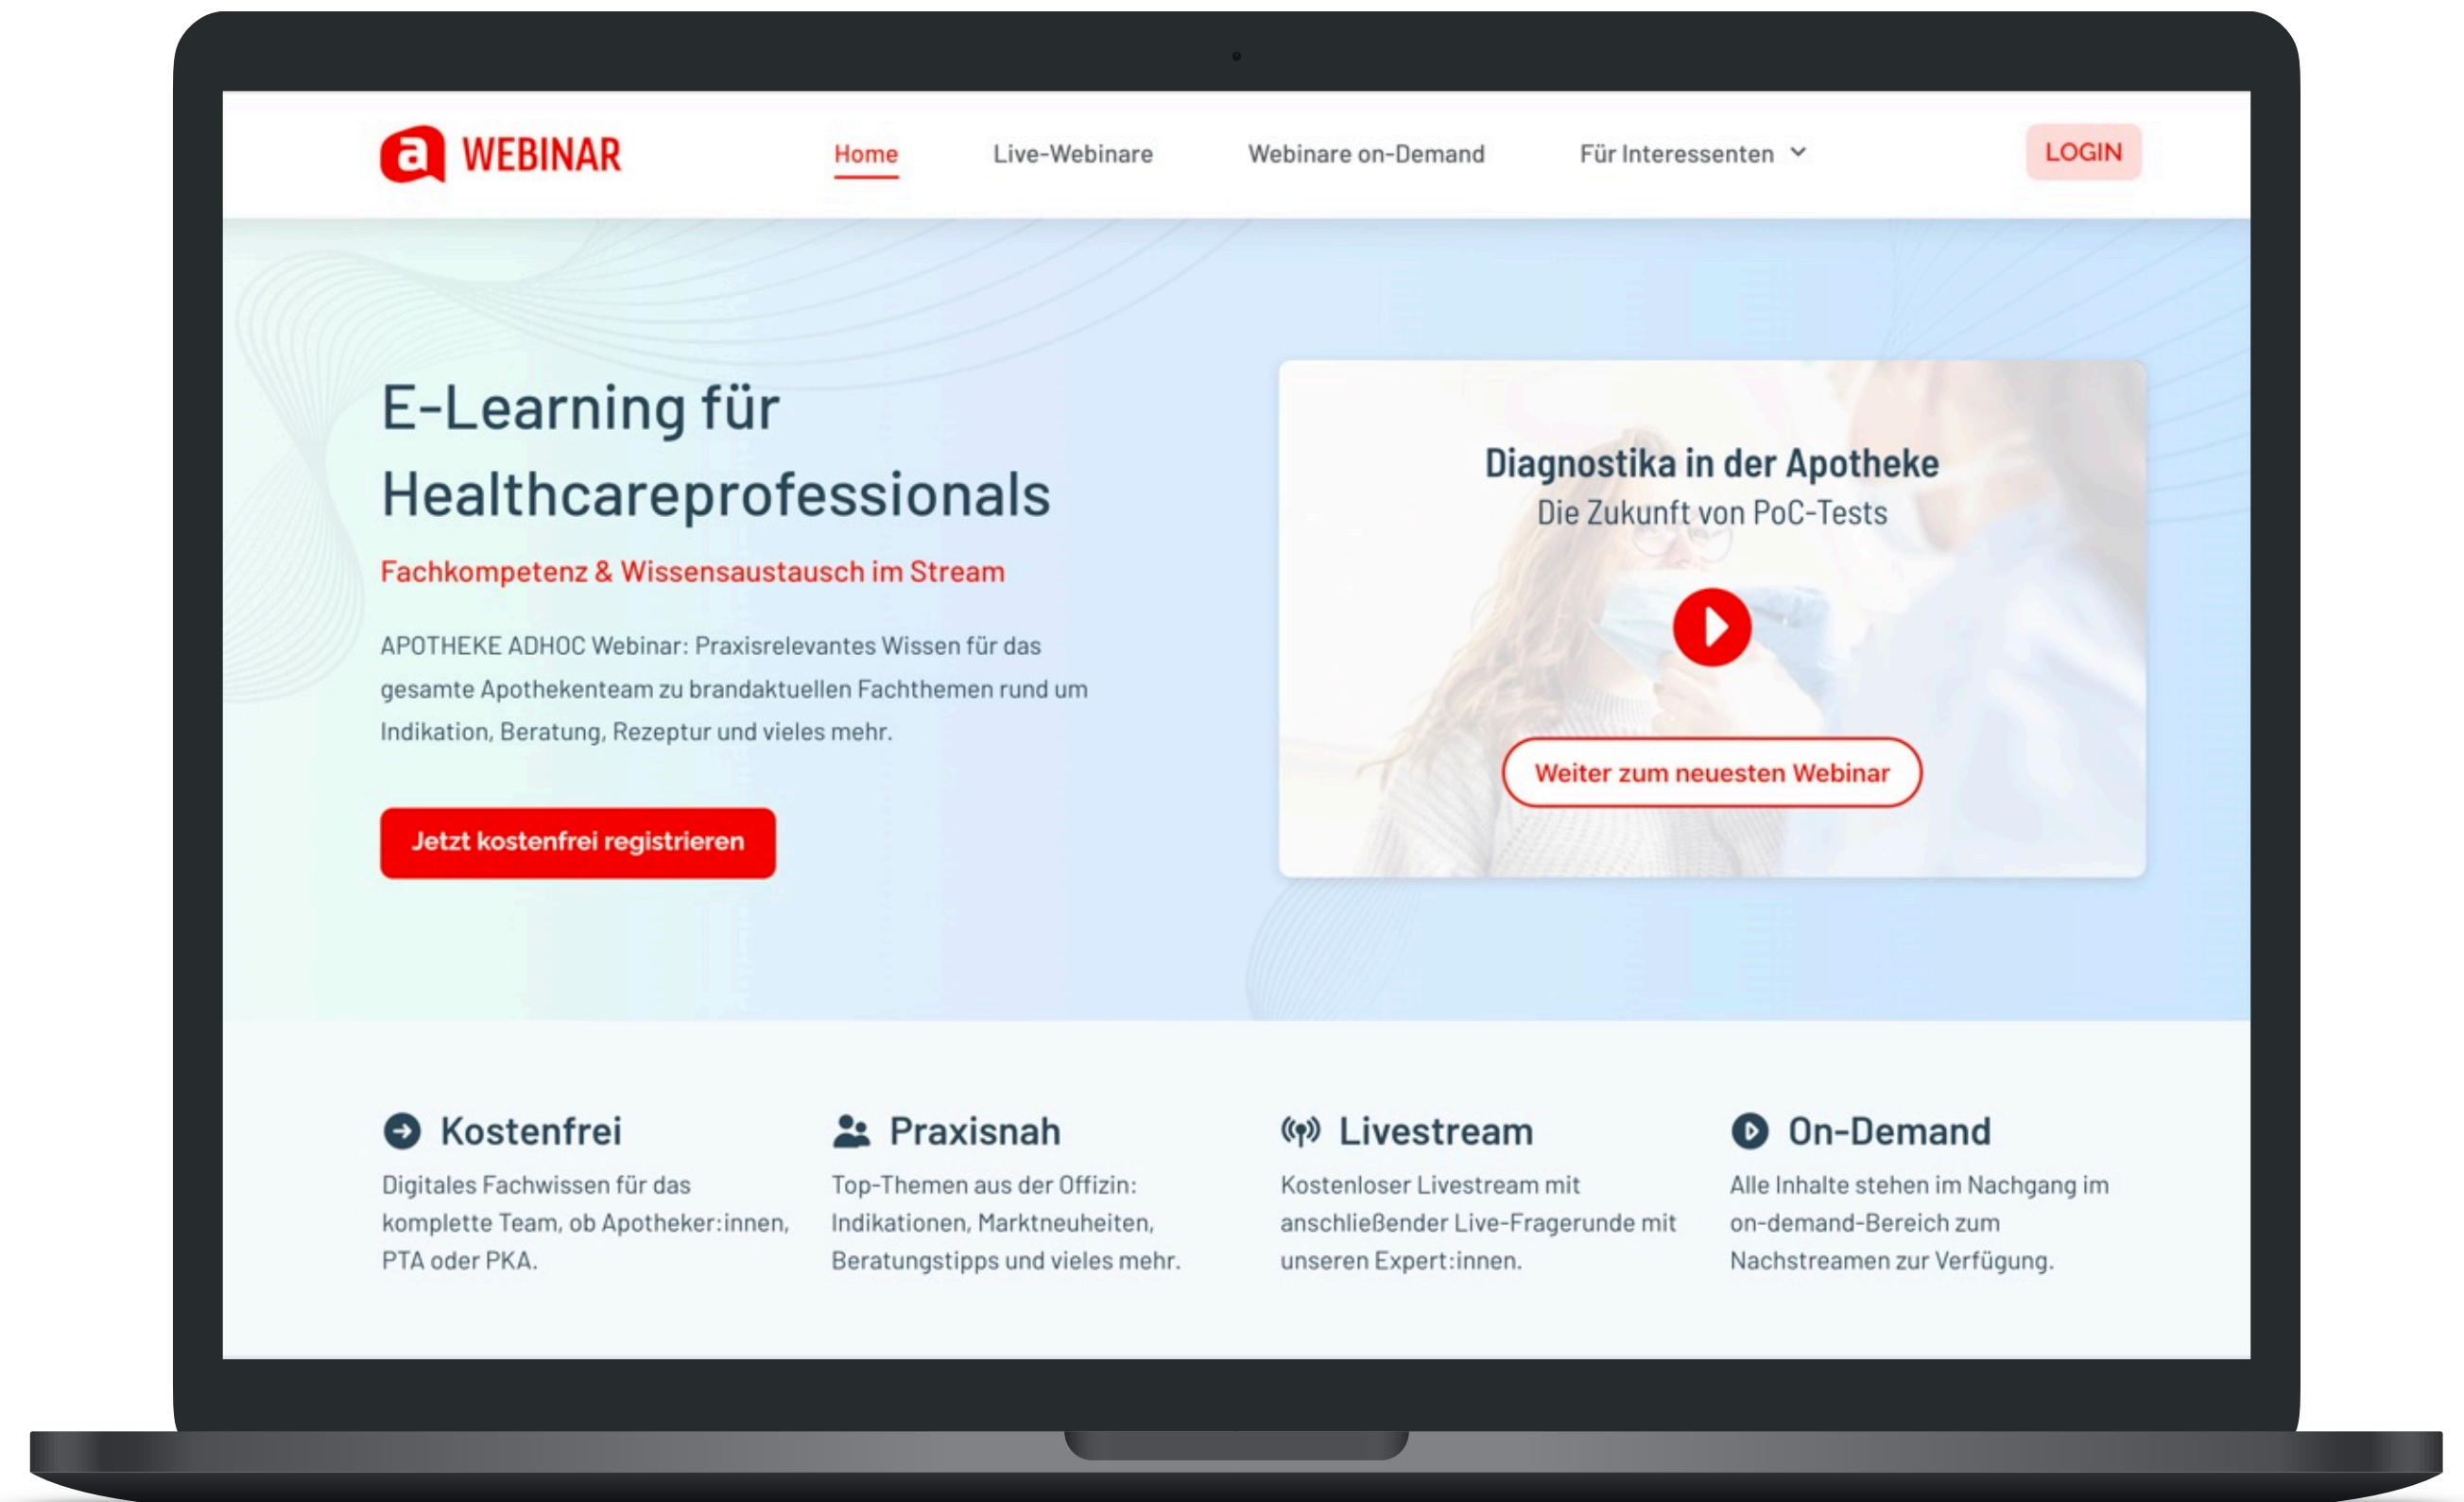 a WEBINAR
Home
Live-Webinare
Webinare on-Demand
Für Interessenten
LOGIN
E-Learning für
Healthcareprofessionals
Fachkompetenz & Wissensaustausch im Stream
APOTHEKE ADHOC Webinar: Praxisrelevantes Wissen für das
gesamte Apothekenteam zu brandaktuellen Fachthemen rund um
Indikation, Beratung, Rezeptur und vieles mehr.
Jetzt kostenfrei registrieren
Diagnostika in der Apotheke
Die Zukunft von PoC-Tests
Weiter zum neuesten Webinar
Kostenfrei
Digitales Fachwissen für das
komplette Team, ob Apotheker:innen,
PTA oder PKA.
Praxisnah
Top-Themen aus der Offizin:
Indikationen, Marktneuheiten,
Beratungstipps und vieles mehr.
Livestream
Kostenloser Livestream mit
anschließender Live-Fragerunde mit
unseren Expert:innen.
On-Demand
Alle Inhalte stehen im Nachgang im
on-demand-Bereich zum
Nachstreamen zur Verfügung.